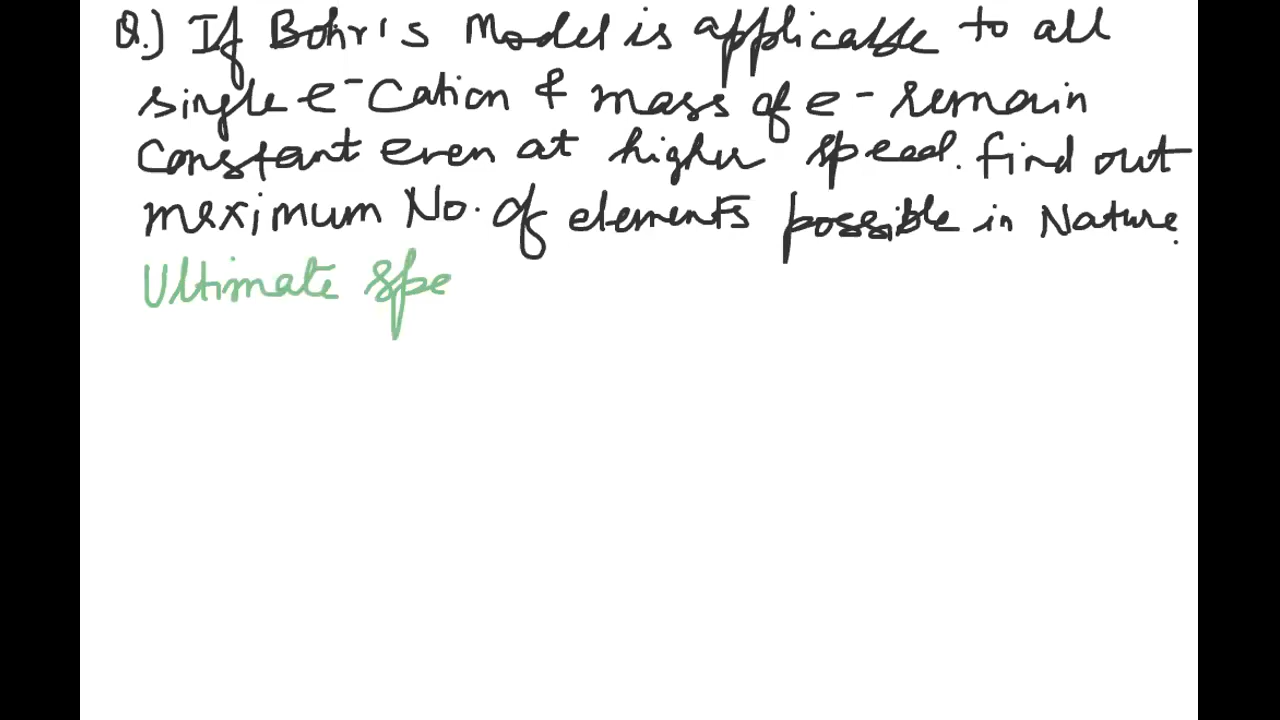 Q.) If Bohr's Model is applicable to all
single e- Cation & mass of e- remain
Constant even at higher speed. find out
maximum No. of elements possible in Nature.
Ultimate spe